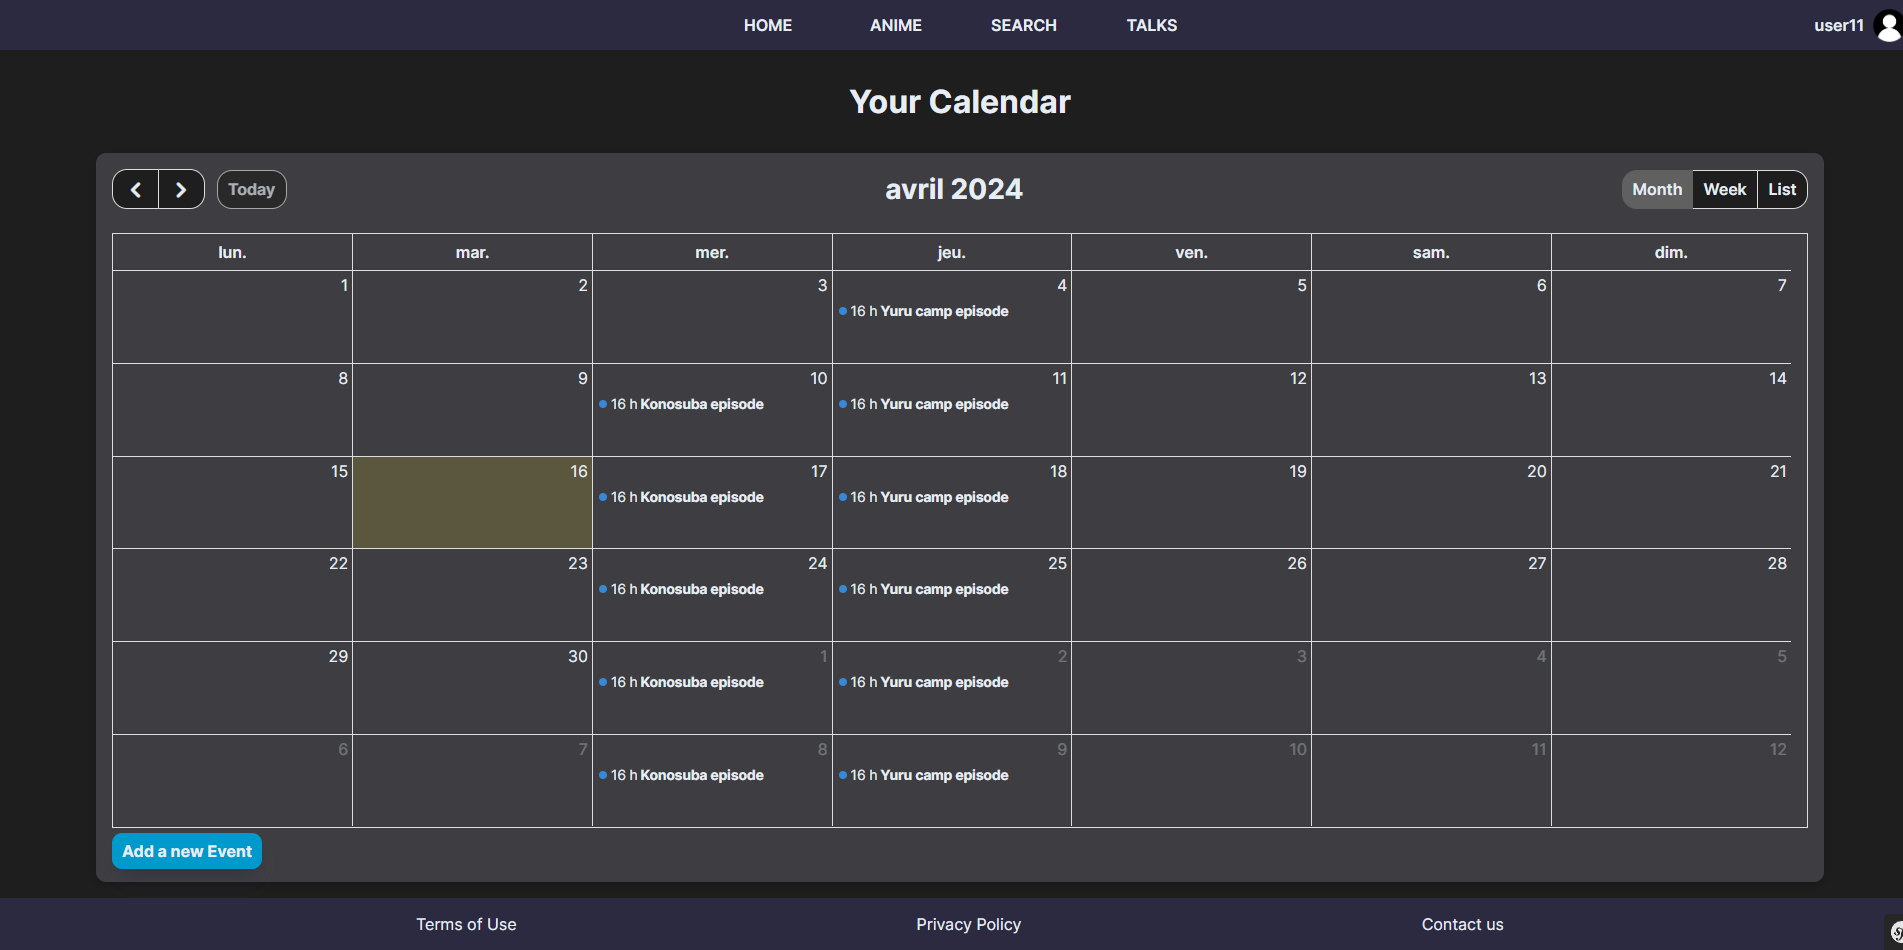 HOME ANIME SEARCH TALKS user11
Your Calendar
Today avril 2024 Month Week List
lun. mar. mer. jeu. ven. sam. dim.
1 2 3 4 5 6 7
16 h Yuru camp episode
8 9 10 11 12 13 14
16 h Konosuba episode 16 h Yuru camp episode
15 16 17 18 19 20 21
16 h Konosuba episode 16 h Yuru camp episode
22 23 24 25 26 27 28
16 h Konosuba episode 16 h Yuru camp episode
29 30 1 2 3 4 5
16 h Konosuba episode 16 h Yuru camp episode
6 7 8 9 10 11 12
16 h Konosuba episode 16 h Yuru camp episode
Add a new Event
Terms of Use Privacy Policy Contact us